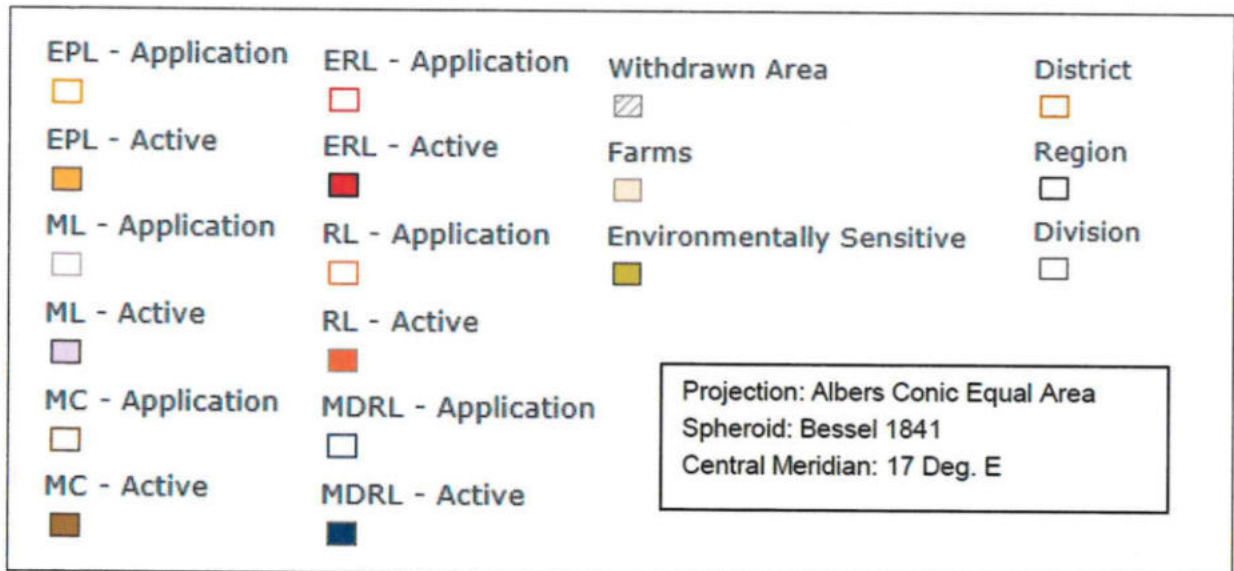 EPL - Application
EPL - Active
ML - Application
ML - Active
MC - Application
MC - Active
ERL - Application
ERL - Active
RL - Application
RL - Active
MDRL - Application
MDRL - Active
Withdrawn Area
Farms
Environmentally Sensitive
District
Region
Division
Projection: Albers Conic Equal Area
Spheroid: Bessel 1841
Central Meridian: 17 Deg. E